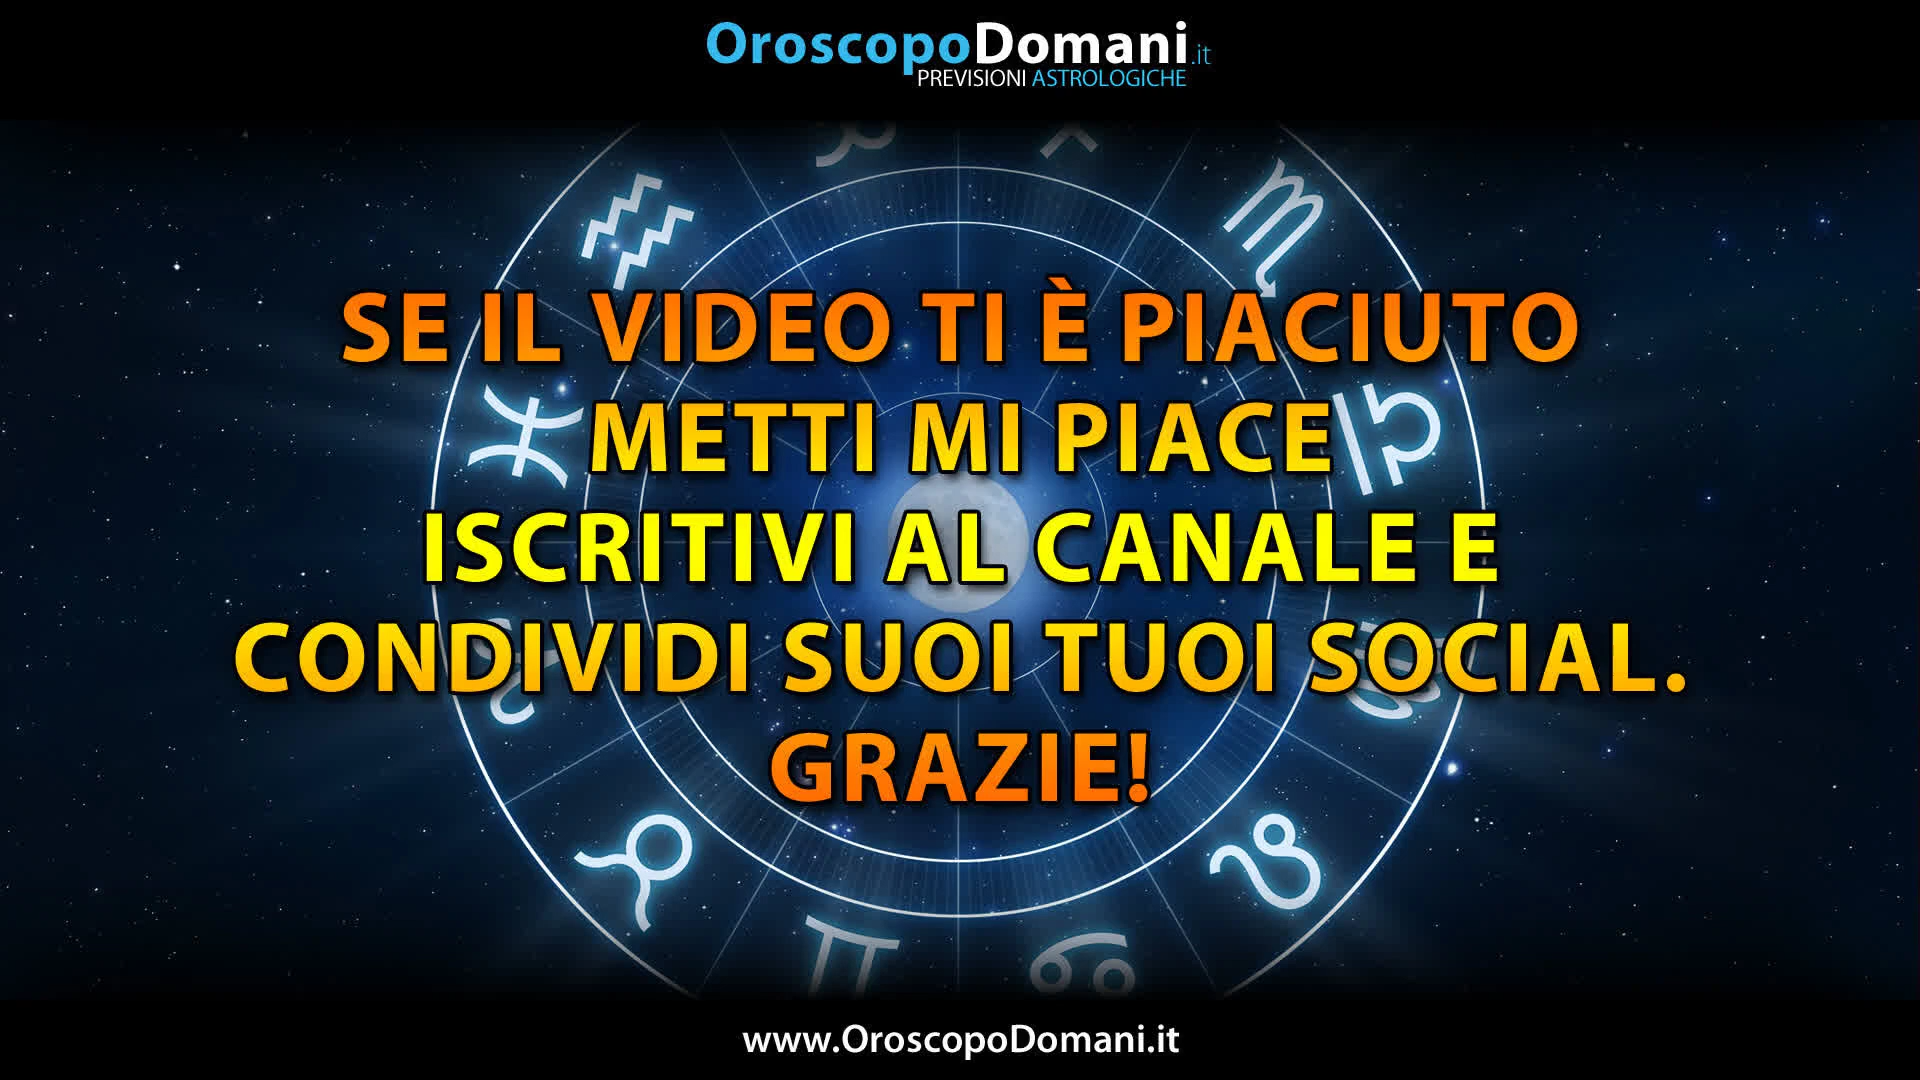 OroscopoDomani.it
PREVISIONI ASTROLOGICHE
SE IL VIDEO TI È PIACIUTO
METTI MI PIACE
ISCRITIVI AL CANALE E
CONDIVIDI SUOI TUOI SOCIAL.
GRAZIE!
www.OroscopoDomani.it